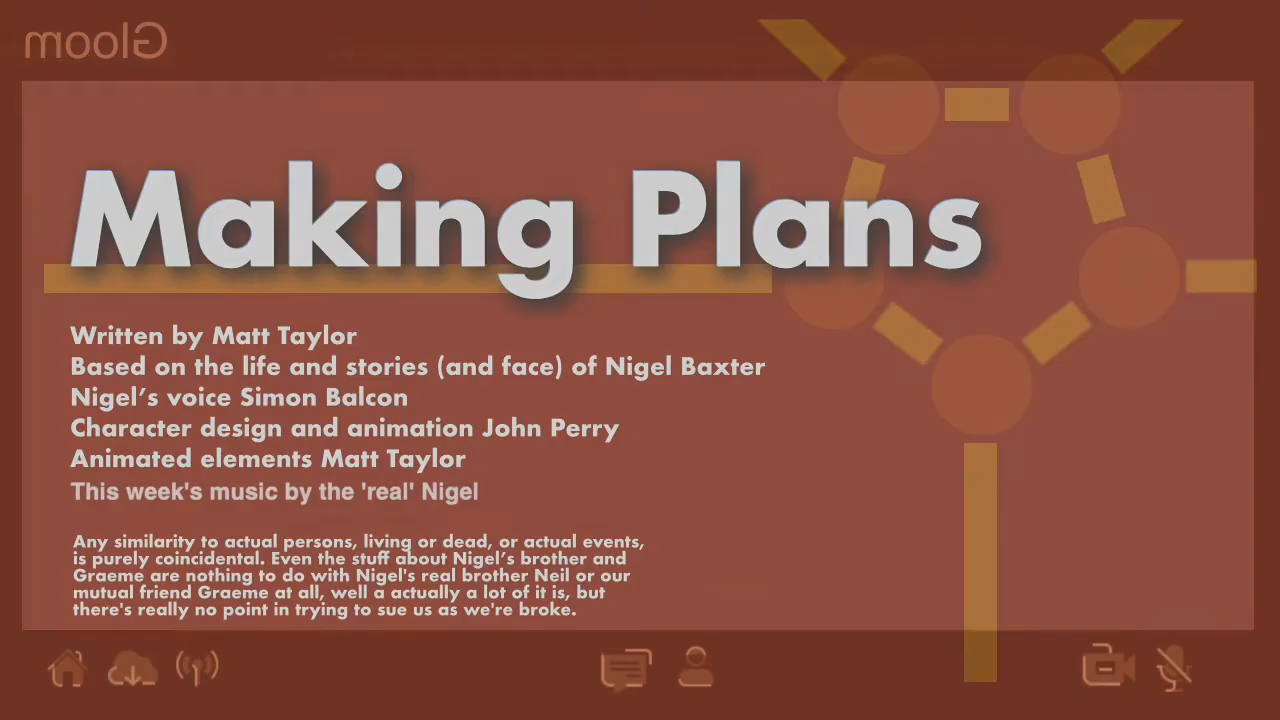 Gloom
Making Plans
Written by Matt Taylor
Based on the life and stories (and face) of Nigel Baxter
Nigel’s voice Simon Balcon
Character design and animation John Perry
Animated elements Matt Taylor
This week's music by the 'real' Nigel
Any similarity to actual persons, living or dead, or actual events,
is purely coincidental. Even the stuff about Nigel’s brother and
Graeme are nothing to do with Nigel's real brother Neil or our
mutual friend Graeme at all, well a actually a lot of it is, but
there's really no point in trying to sue us as we're broke.